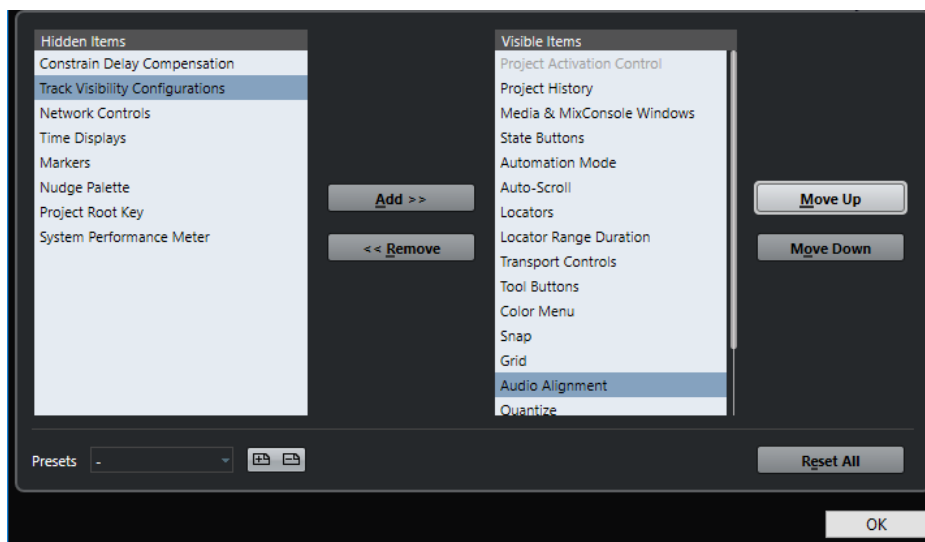 Hidden Items
Constrain Delay Compensation
Track Visibility Configurations
Network Controls
Time Displays
Markers
Nudge Palette
Project Root Key
System Performance Meter
Add >>
<< Remove
Visible Items
Project Activation Control
Project History
Media & MixConsole Windows
State Buttons
Automation Mode
Auto-Scroll
Locators
Locator Range Duration
Transport Controls
Tool Buttons
Color Menu
Snap
Grid
Audio Alignment
Quantize
Move Up
Move Down
Presets -
Reset All
OK